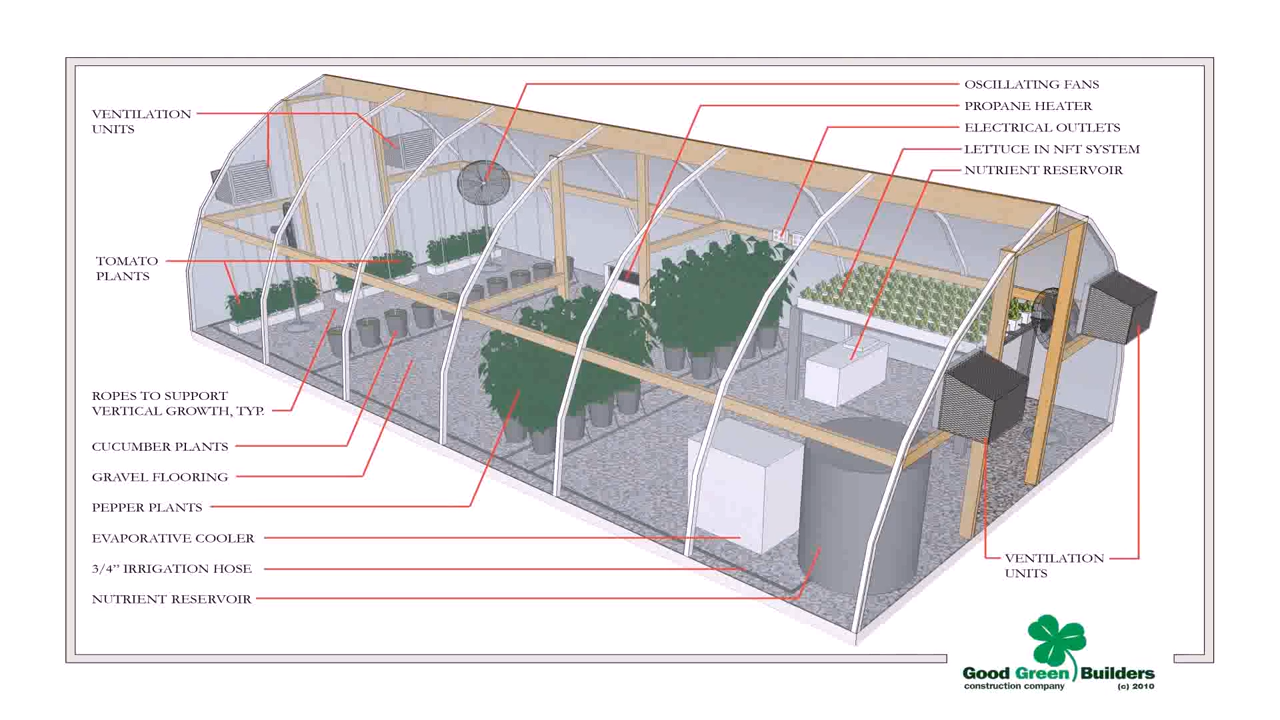 VENTILATION
UNITS
TOMATO
PLANTS
ROPES TO SUPPORT
VERTICAL GROWTH, TYP.
CUCUMBER PLANTS
GRAVEL FLOORING
PEPPER PLANTS
EVAPORATIVE COOLER
3/4” IRRIGATION HOSE
NUTRIENT RESERVOIR
OSCILLATING FANS
PROPANE HEATER
ELECTRICAL OUTLETS
LETTUCE IN NFT SYSTEM
NUTRIENT RESERVOIR
VENTILATION
UNITS
Good Green Builders
construction company (c) 2010